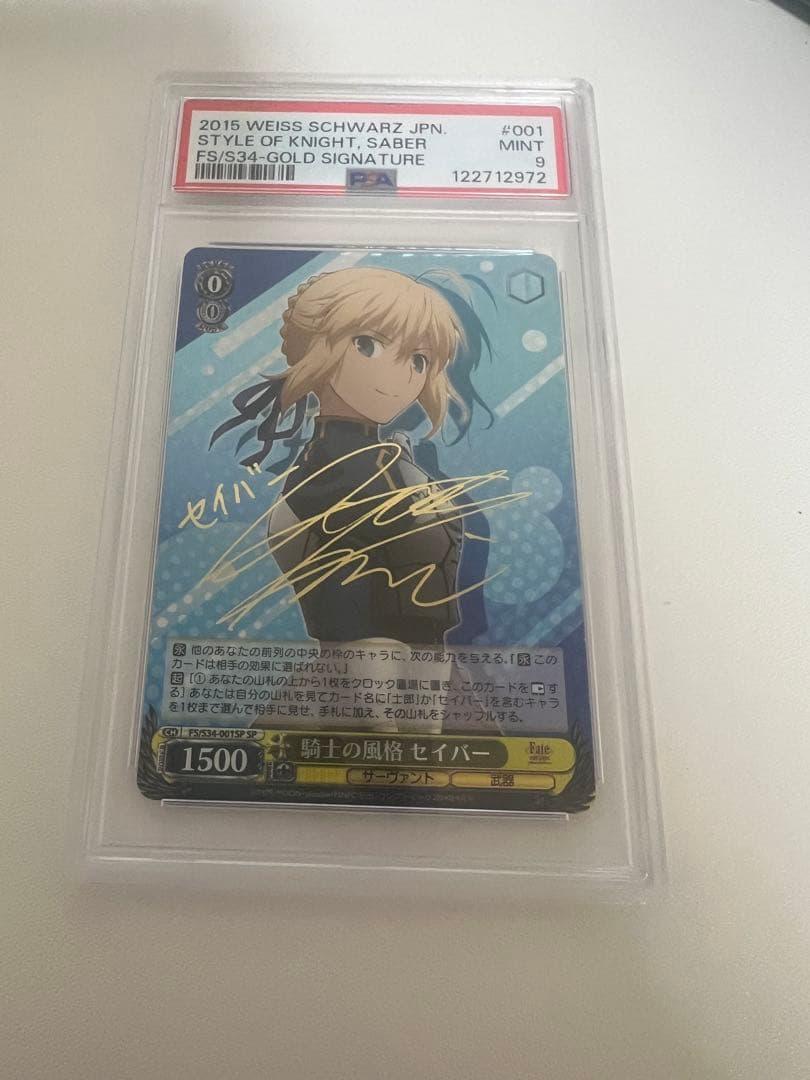 2015 WEISS SCHWARZ JPN. #001
STYLE OF KNIGHT, SABER MINT
FS/S34-GOLD SIGNATURE 9
PSA 122712972
0
0
セイバー
永 他のあなたの前列の中央の枠のキャラに、次の能力を与える。『永 この
カードは相手の効果に選ばれない。』
起 [① あなたの山札の上から1枚をクロック置場に置き、このカードを す
る] あなたは自分の山札を見てカード名に「士郎」か「セイバー」を含むキャラ
を1枚まで選んで相手に見せ、手札に加え、その山札をシャッフルする。
CH FS/S34-001SP SP
1500 騎士の風格 セイバー Fate
サーヴァント 武器